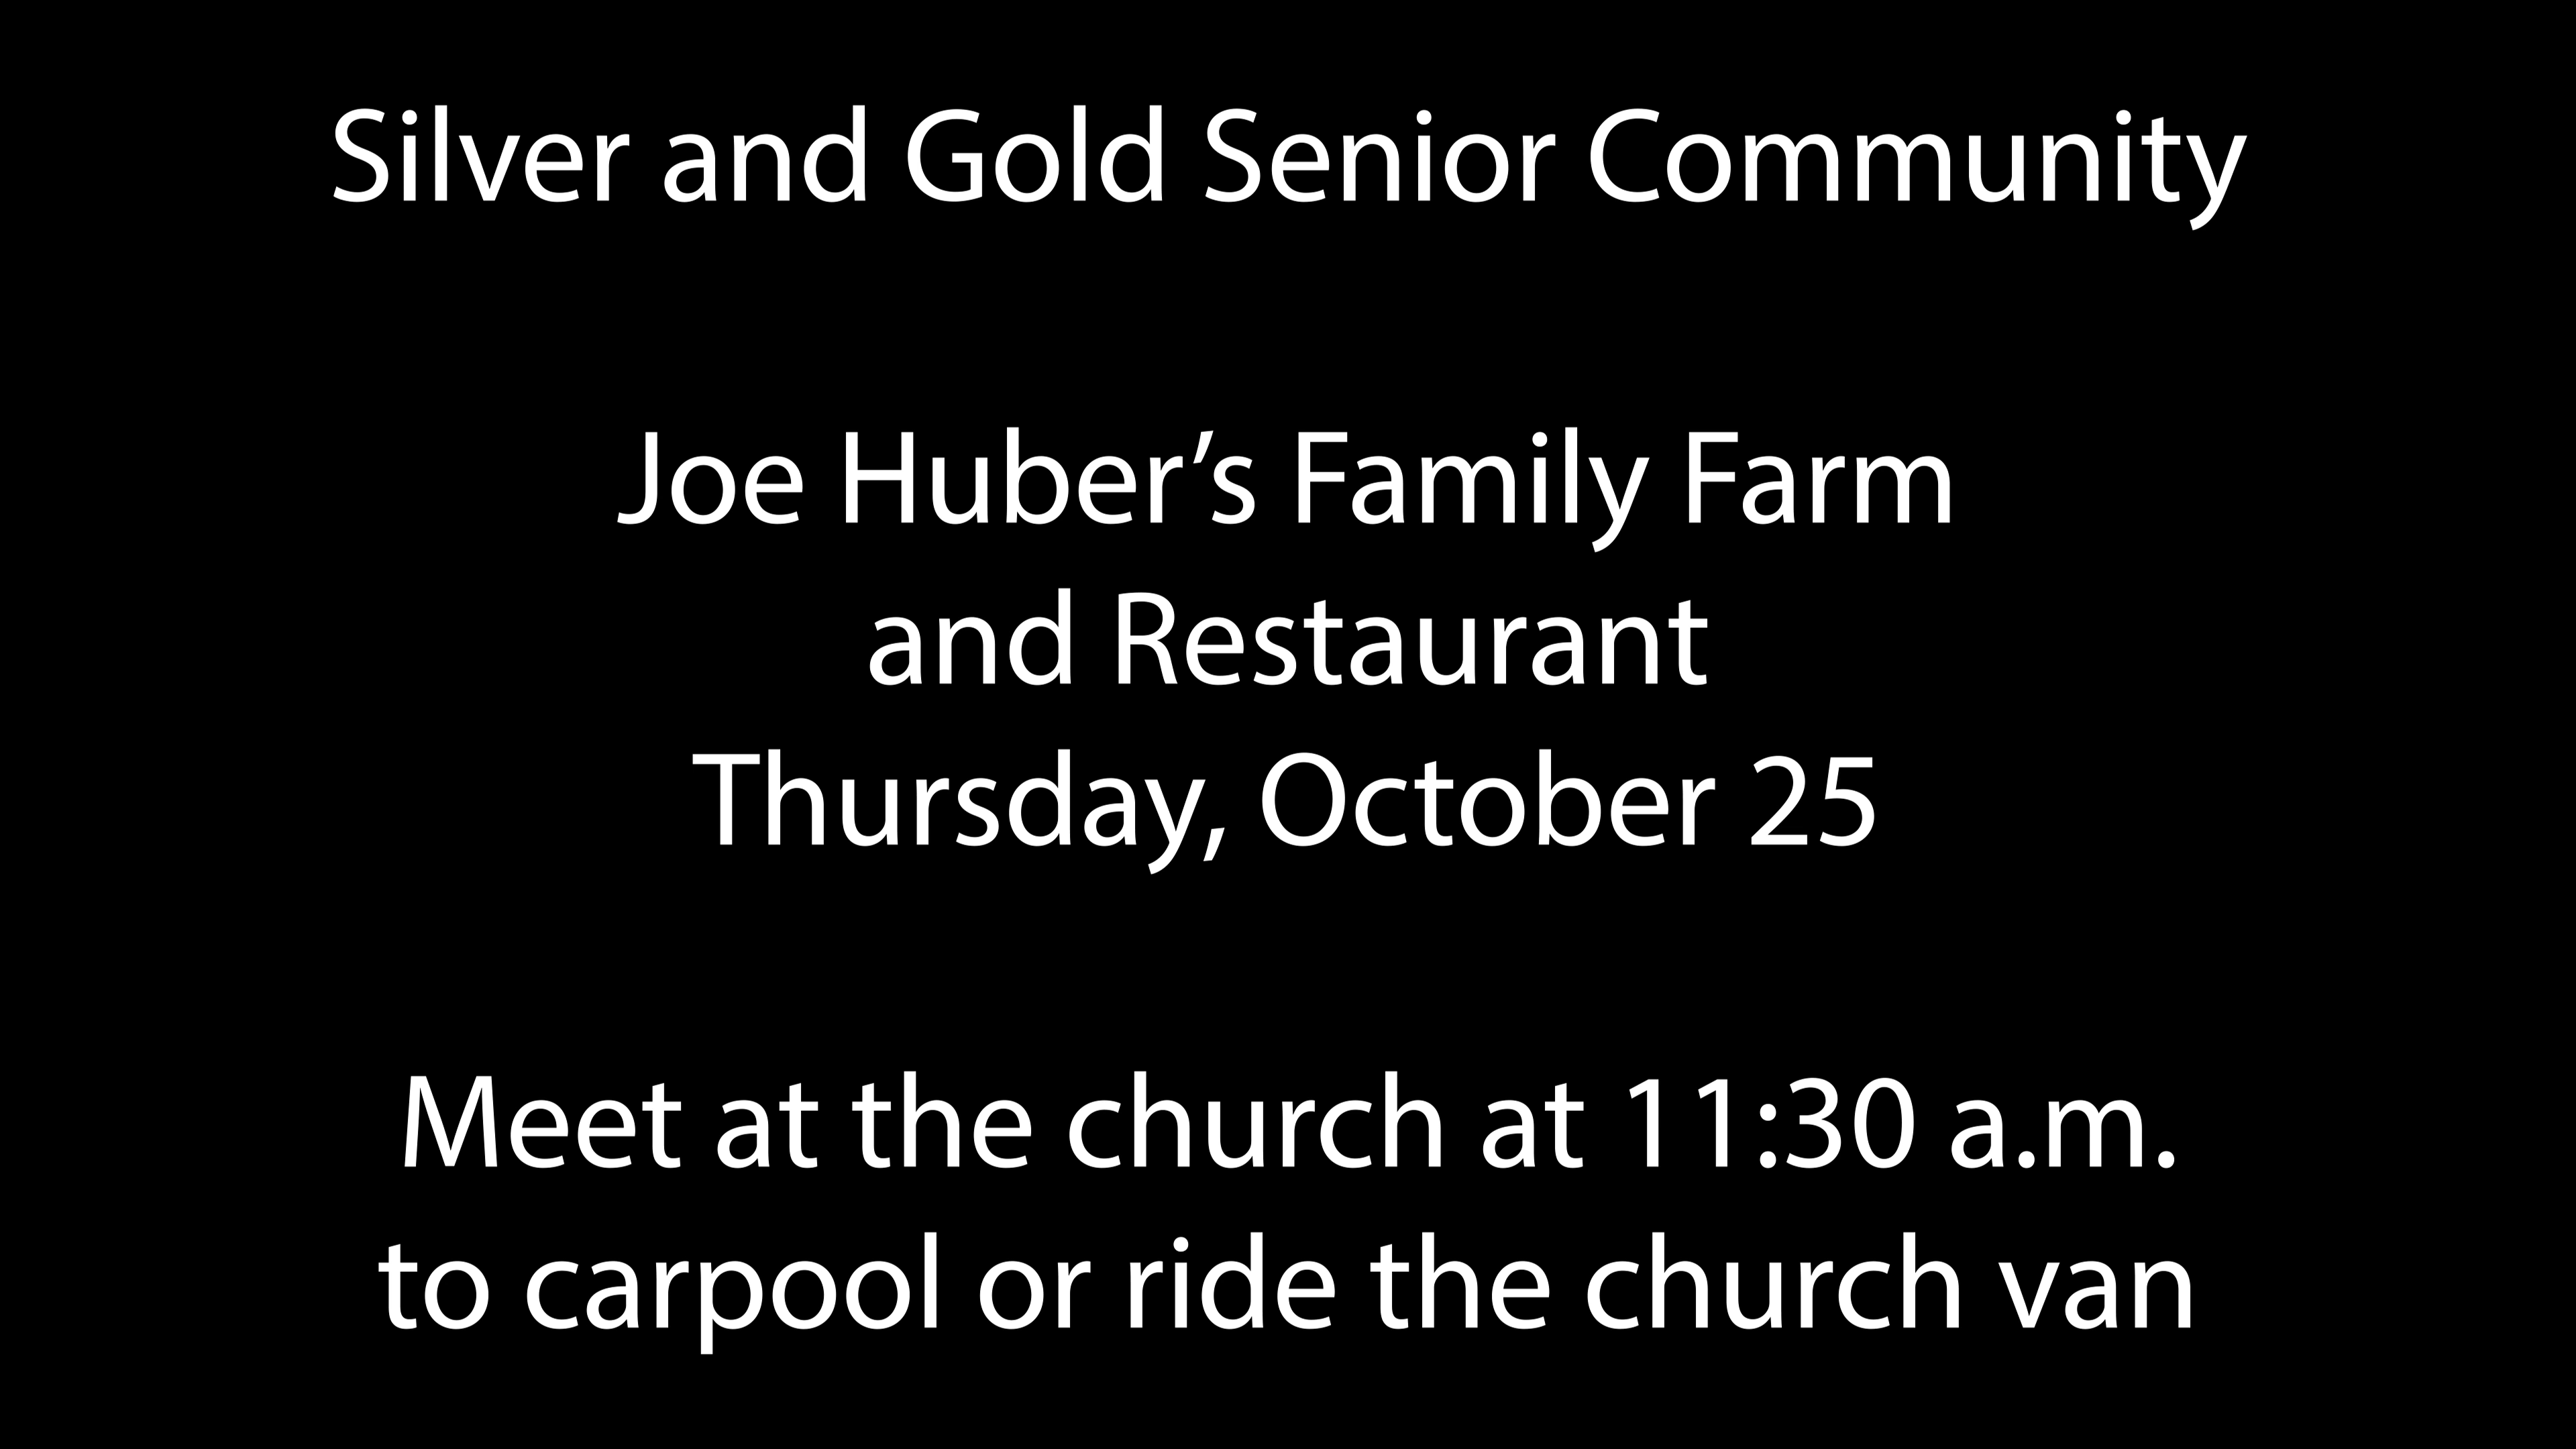 Silver and Gold Senior Community
Joe Huber’s Family Farm
and Restaurant
Thursday, October 25
Meet at the church at 11:30 a.m.
to carpool or ride the church van